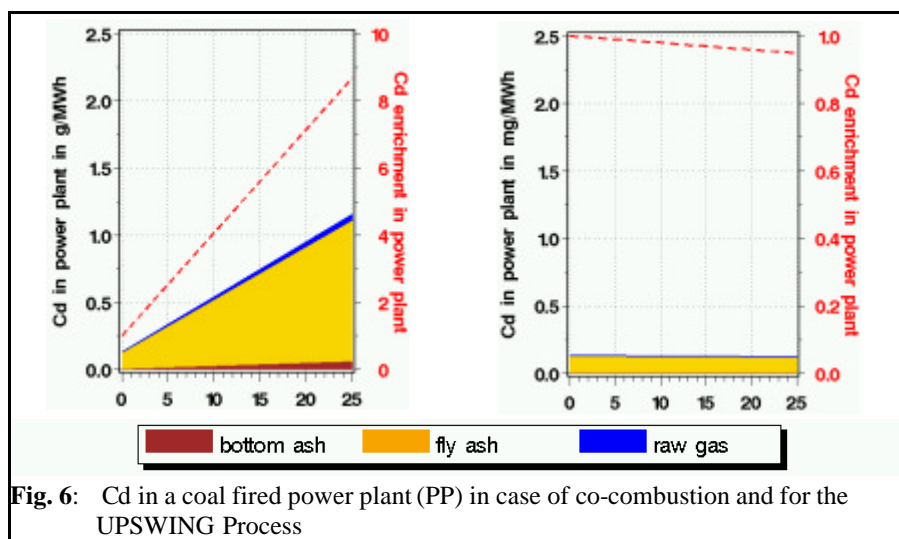 2.5
2.0
1.5
1.0
0.5
0.0
Cd in power plant in g/MWh
10
8
6
4
2
0
Cd enrichment in power plant
0 5 10 15 20 25
2.5
2.0
1.5
1.0
0.5
0.0
Cd in power plant in mg/MWh
1.0
0.8
0.6
0.4
0.2
0.0
Cd enrichment in power plant
0 5 10 15 20 25
bottom ash fly ash raw gas
Fig. 6: Cd in a coal fired power plant (PP) in case of co-combustion and for the
UPSWING Process